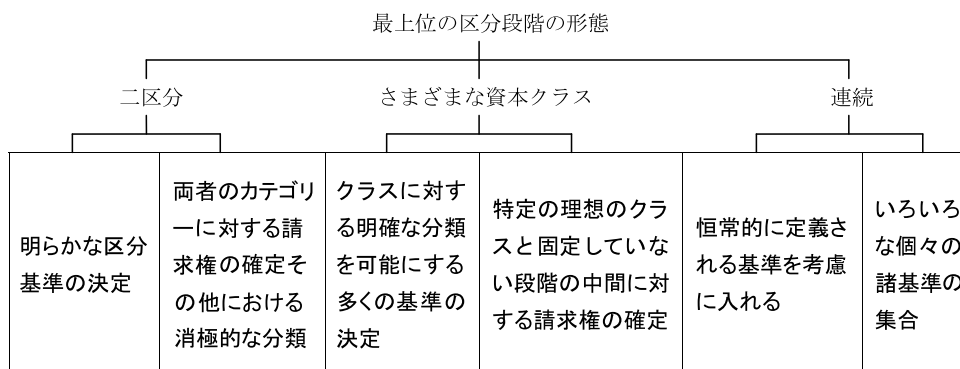 最上位の区分段階の形態
二区分
さまざまな資本クラス
連続
明らかな区分
基準の決定
両者のカテゴリ
ーに対する請
求権の確定そ
の他における
消極的な分類
クラスに対す
る明確な分類
を可能にする
多くの基準の
決定
特定の理想のクラ
スと固定していな
い段階の中間に対
する請求権の確定
恒常的に定義さ
れる基準を考慮
に入れる
いろいろ
な個々の
諸基準の
集合